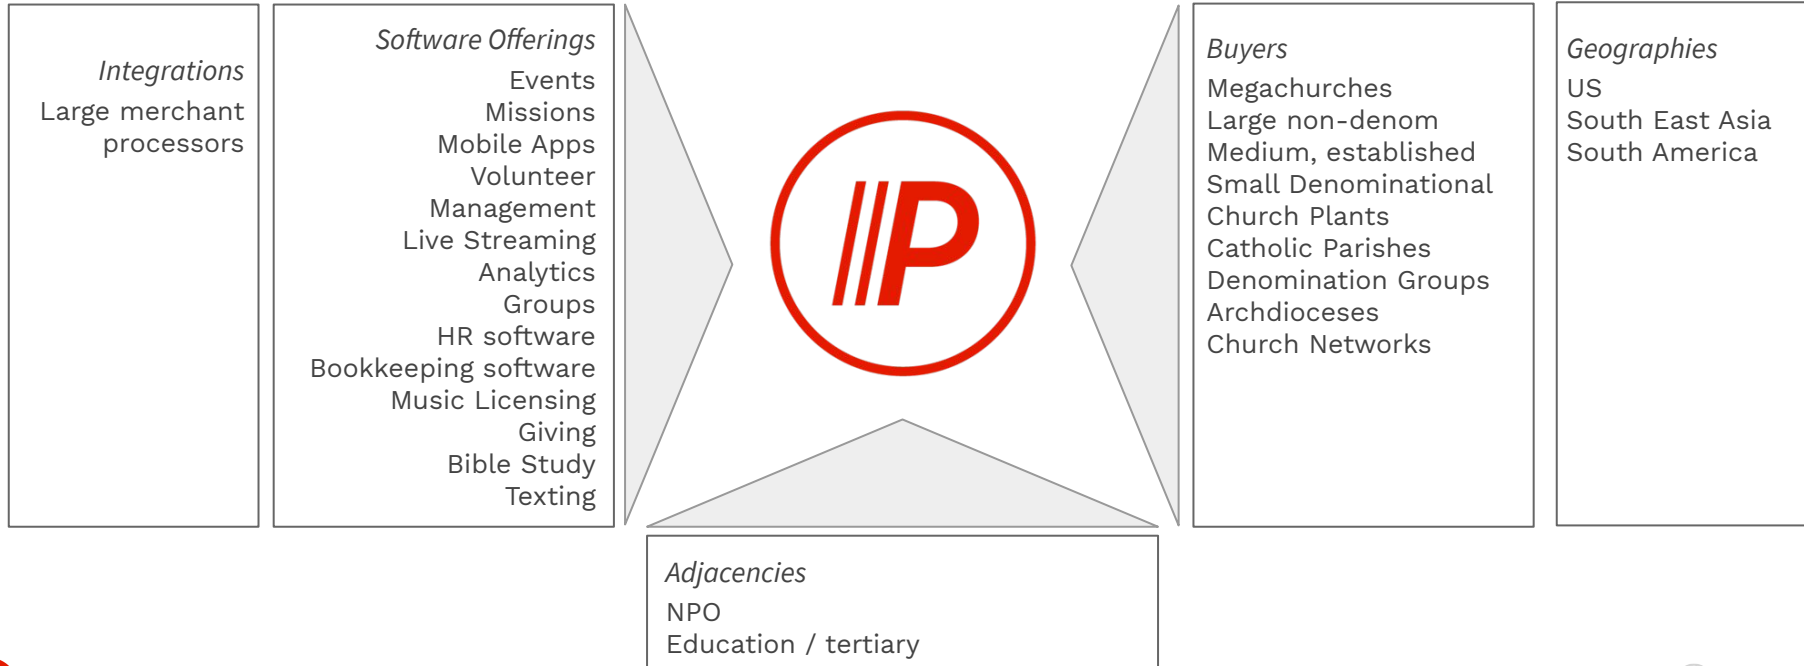 Integrations
Large merchant
processors
Software Offerings
Events
Missions
Mobile Apps
Volunteer
Management
Live Streaming
Analytics
Groups
HR software
Bookkeeping software
Music Licensing
Giving
Bible Study
Texting
P
Buyers
Megachurches
Large non-denom
Medium, established
Small Denominational
Church Plants
Catholic Parishes
Denomination Groups
Archdioceses
Church Networks
Geographies
US
South East Asia
South America
Adjacencies
NPO
Education / tertiary